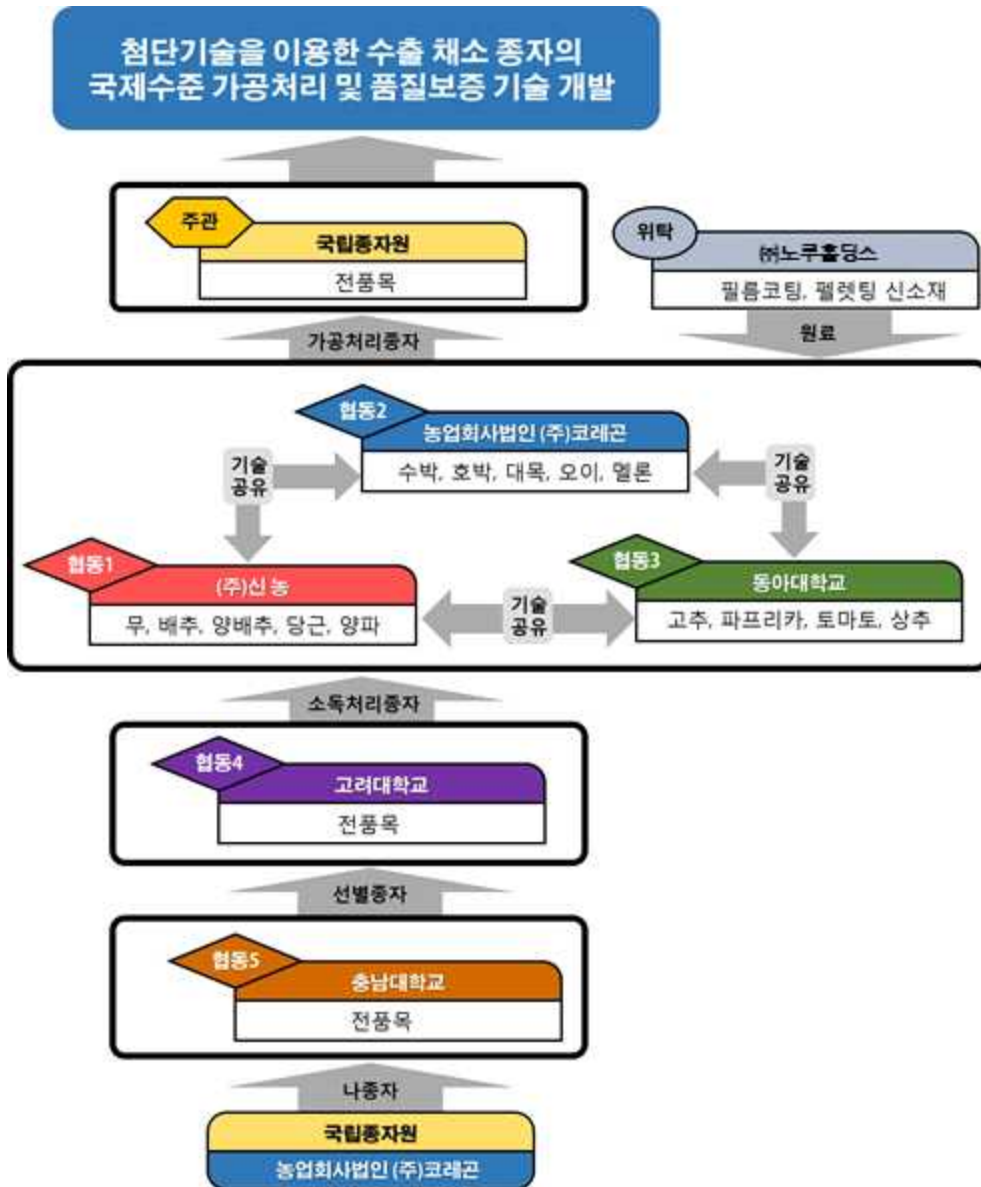 첨단기술을 이용한 수출 채소 종자의
국제수준 가공처리 및 품질보증 기술 개발
주관
국립종자원
전품목
위탁
㈜노루홀딩스
필름코팅, 펠렛팅 신소재
가공처리종자
원료
협동2
농업회사법인 (주)코레곤
수박, 호박, 대목, 오이, 멜론
기술
공유
기술
공유
협동1
(주)신 농
무, 배추, 양배추, 당근, 양파
기술
공유
협동3
동아대학교
고추, 파프리카, 토마토, 상추
소독처리종자
협동4
고려대학교
전품목
선별종자
협동5
충남대학교
전품목
나종자
국립종자원
농업회사법인 (주)코레곤